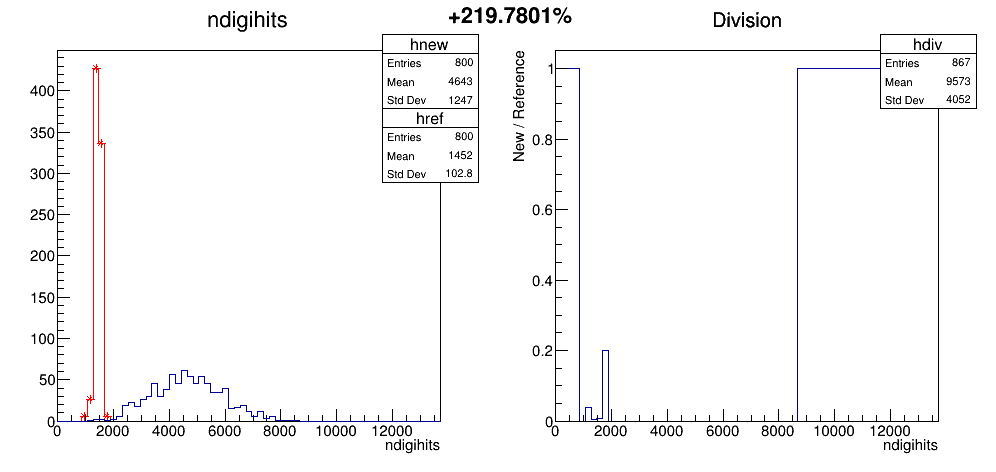 +219.7801%
ndigihits
hnew
Entries 800
Mean 4643
Std Dev 1247
href
Entries 800
Mean 1452
Std Dev 102.8
400
350
300
250
200
150
100
50
0
0 2000 4000 6000 8000 10000 12000
ndigihits
Division
hdiv
Entries 867
Mean 9573
Std Dev 4052
New / Reference
1
0.8
0.6
0.4
0.2
0
0 2000 4000 6000 8000 10000 12000
ndigihits